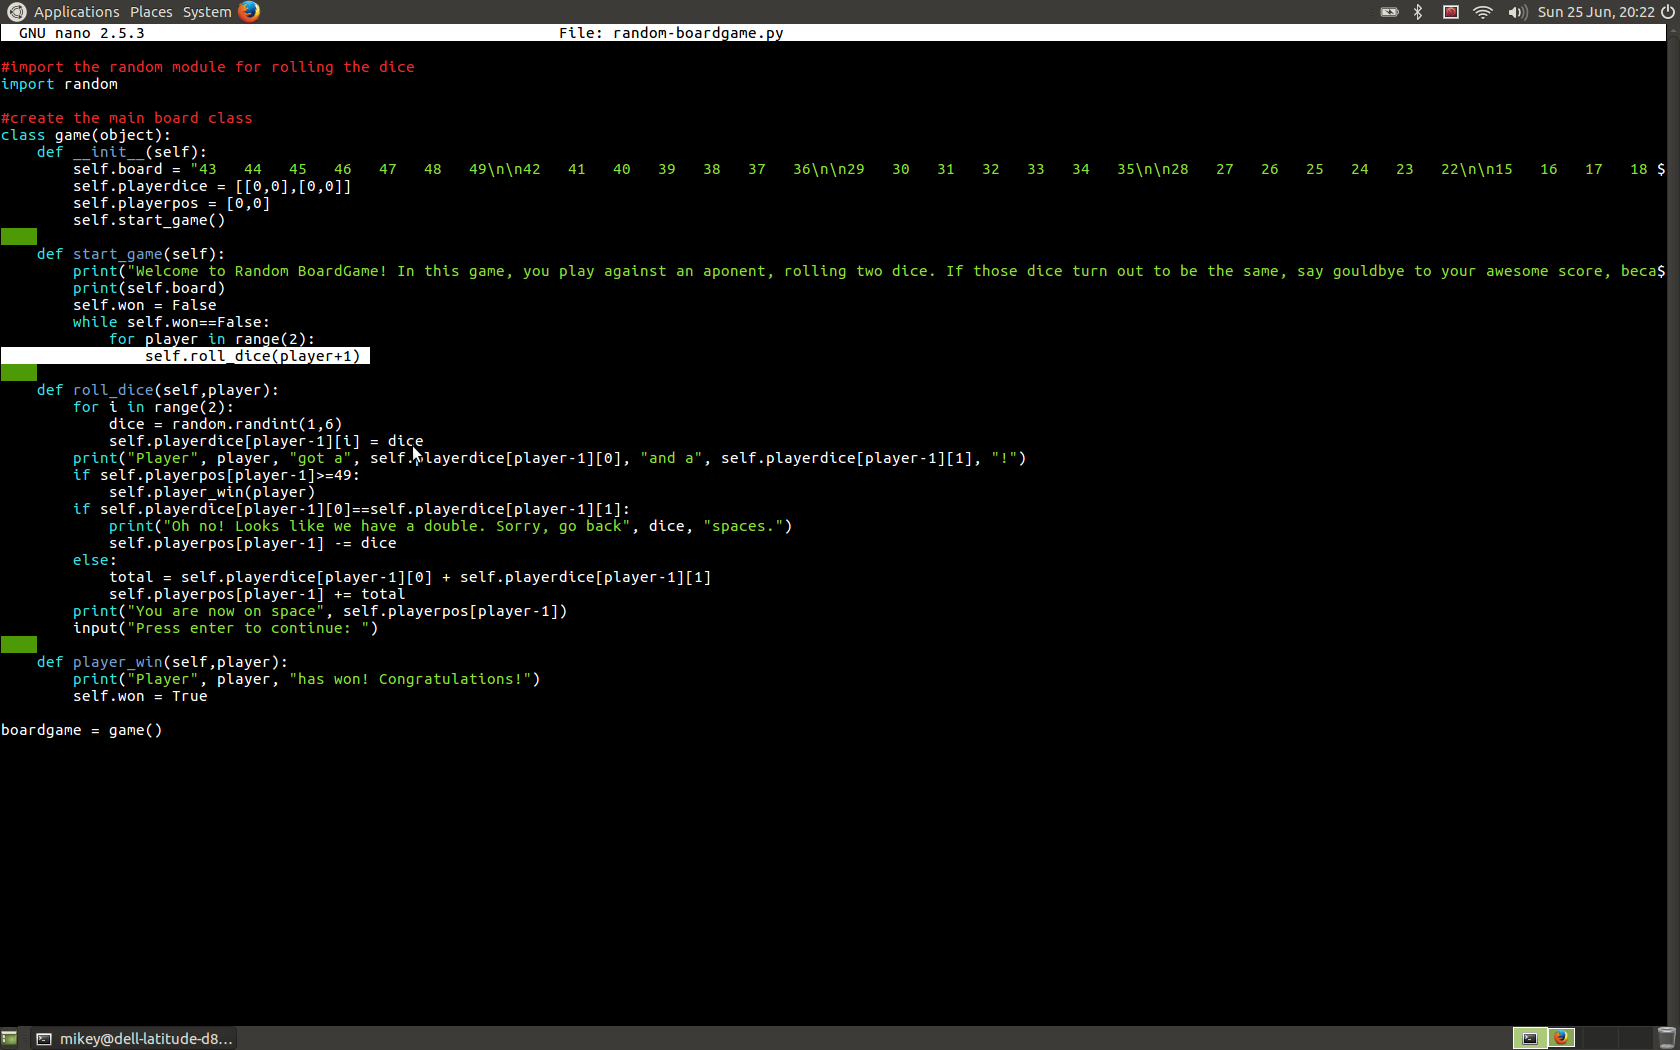 Applications Places System Sun 25 Jun, 20:22
GNU nano 2.5.3 File: random-boardgame.py
#import the random module for rolling the dice
import random
#create the main board class
class game(object):
    def __init__(self):
        self.board = "43   44   45   46   47   48   49\n\n42   41   40   39   38   37   36\n\n29   30   31   32   33   34   35\n\n28   27   26   25   24   23   22\n\n15   16   17   18 $
        self.playerdice = [[0,0],[0,0]]
        self.playerpos = [0,0]
        self.start_game()
    def start_game(self):
        print("Welcome to Random BoardGame! In this game, you play against an aponent, rolling two dice. If those dice turn out to be the same, say gouldbye to your awesome score, beca$
        print(self.board)
        self.won = False
        while self.won==False:
            for player in range(2):
                self.roll_dice(player+1)
    def roll_dice(self,player):
        for i in range(2):
            dice = random.randint(1,6)
            self.playerdice[player-1][i] = dice
        print("Player", player, "got a", self.playerdice[player-1][0], "and a", self.playerdice[player-1][1], "!")
        if self.playerpos[player-1]>=49:
            self.player_win(player)
        if self.playerdice[player-1][0]==self.playerdice[player-1][1]:
            print("Oh no! Looks like we have a double. Sorry, go back", dice, "spaces.")
            self.playerpos[player-1] -= dice
        else:
            total = self.playerdice[player-1][0] + self.playerdice[player-1][1]
            self.playerpos[player-1] += total
        print("You are now on space", self.playerpos[player-1])
        input("Press enter to continue: ")
    def player_win(self,player):
        print("Player", player, "has won! Congratulations!")
        self.won = True
boardgame = game()
mikey@dell-latitude-d8...